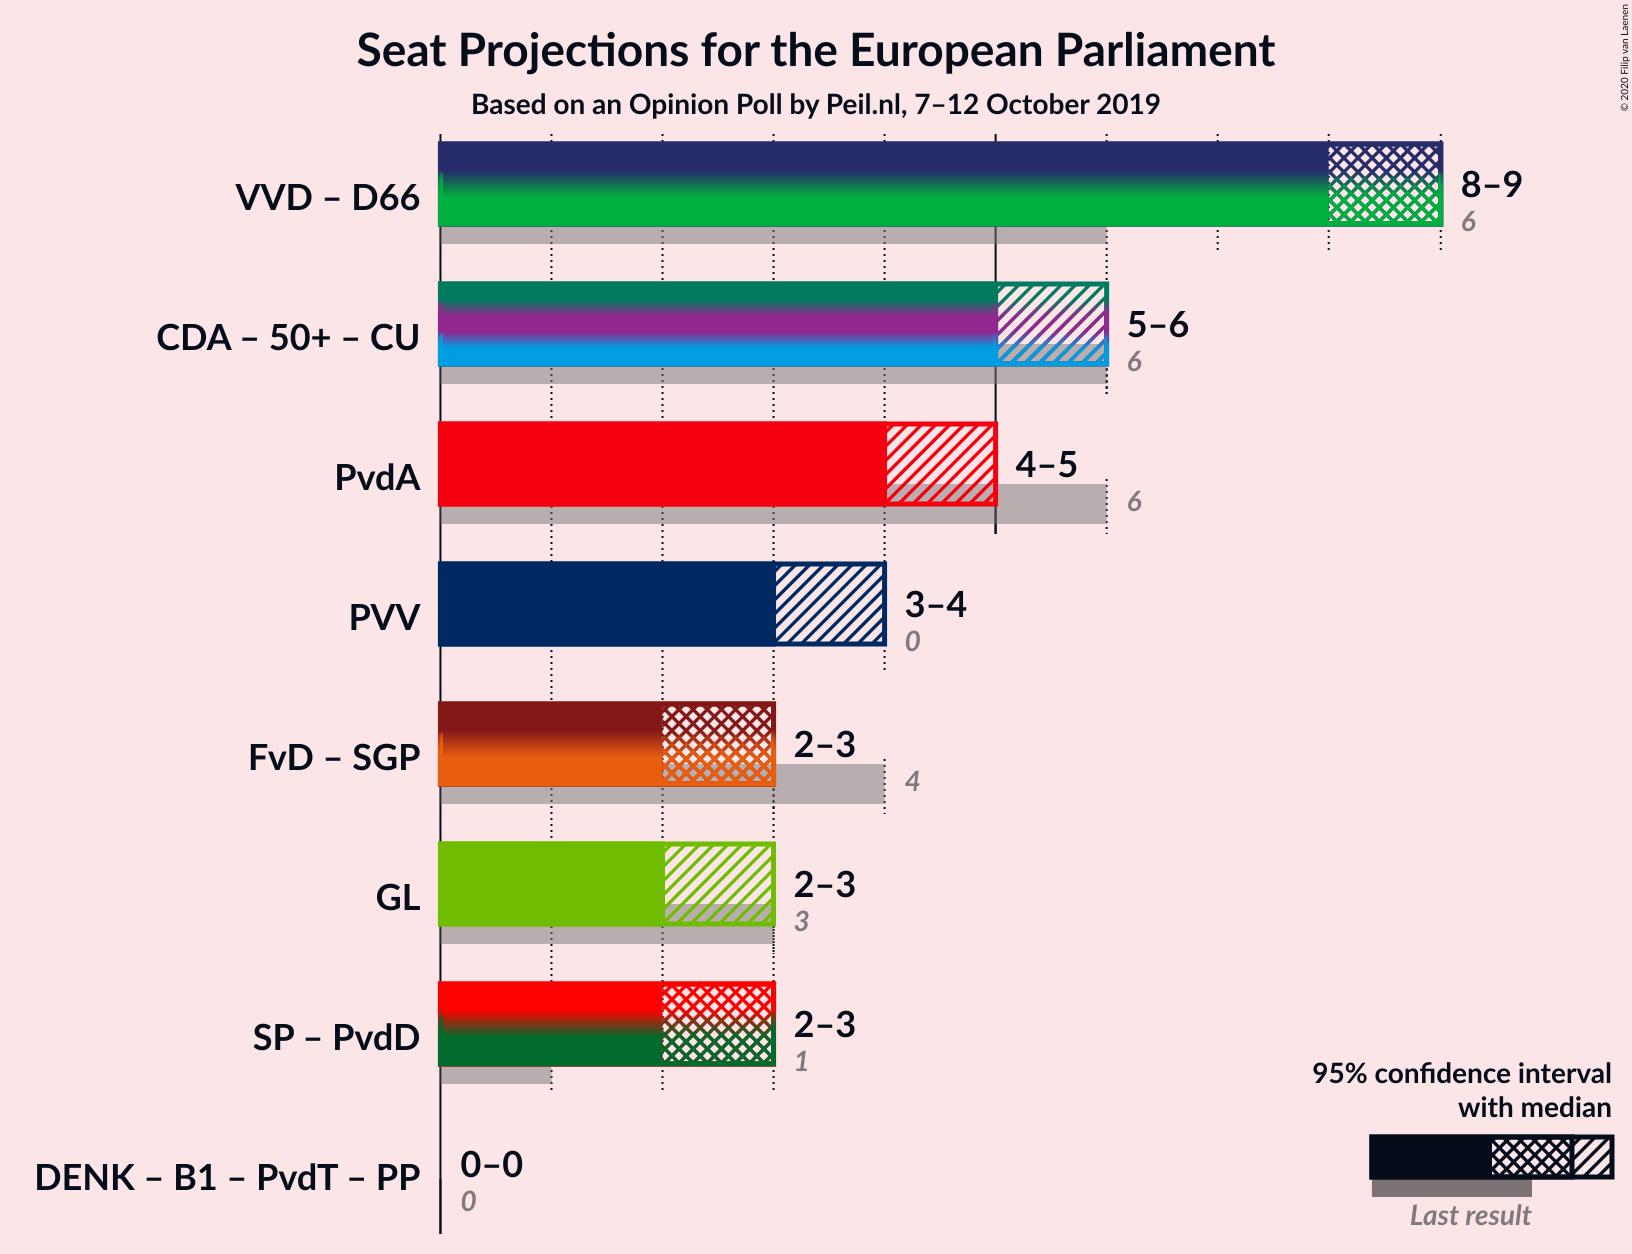 Seat Projections for the European Parliament
Based on an Opinion Poll by Peil.nl, 7–12 October 2019
© 2020 Filip van Laenen
VVD – D66
8–9
6
CDA – 50+ – CU
5–6
6
PvdA
4–5
6
PVV
3–4
0
FvD – SGP
2–3
4
GL
2–3
3
SP – PvdD
2–3
1
DENK – B1 – PvdT – PP
0–0
0
95% confidence interval
with median
Last result